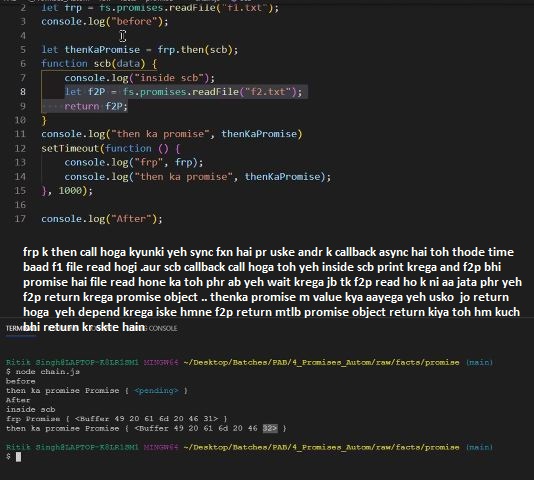 2 let frp = fs.promises.readFile("f1.txt");
3 console.log("before");
4
5 let thenKaPromise = frp.then(scb);
6 function scb(data) {
7 console.log("inside scb");
8 let f2P = fs.promises.readFile("f2.txt");
9 return f2P;
10 }
11 console.log("then ka promise", thenKaPromise)
12 setTimeout(function () {
13 console.log("frp", frp);
14 console.log("then ka promise", thenKaPromise);
15 }, 1000);
16
17 console.log("After");
frp k then call hoga kyunki yeh sync fxn hai pr uske andr k callback async hai toh thode time
baad f1 file read hogi .aur scb callback call hoga toh yeh inside scb print krega and f2p bhi
promise hai file read hone ka toh phr ab yeh wait krega jb tk f2p read ho k ni aa jata phr yeh
f2p return krega promise object .. thenka promise m value kya aayega yeh usko jo return
hoga yeh depend krega iske hmne f2p return mtlb promise object return kiya toh hm kuch
bhi return kr skte hain
TERMINAL CONSOLE
Ritik Singh@LAPTOP-K8LR1SM1 MINGW64 ~/Desktop/Batches/PAB/4_Promises_Autom/raw/facts/promise (main)
$ node chain.js
before
then ka promise Promise { <pending> }
After
inside scb
frp Promise { <Buffer 49 20 61 6d 20 46 31> }
then ka promise Promise { <Buffer 49 20 61 6d 20 46 32> }
Ritik Singh@LAPTOP-K8LR1SM1 MINGW64 ~/Desktop/Batches/PAB/4_Promises_Autom/raw/facts/promise (main)
$